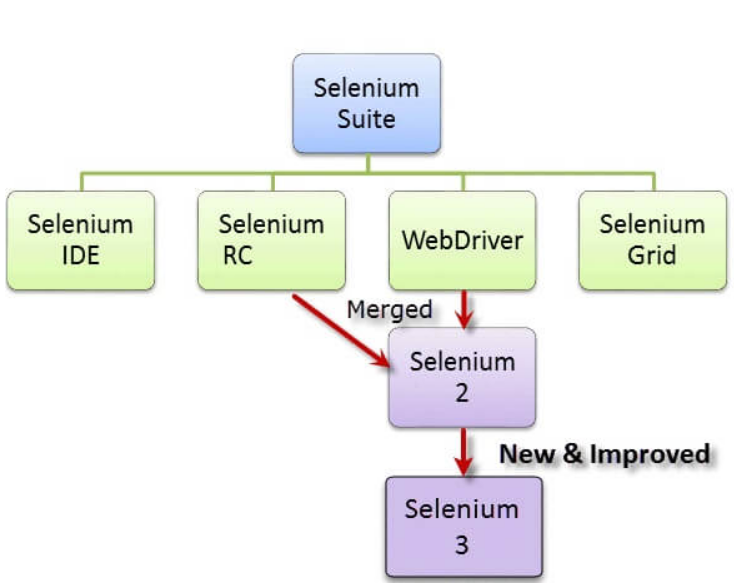 Selenium
Suite
Selenium
IDE
Selenium
RC
WebDriver
Selenium
Grid
Merged
Selenium
2
New & Improved
Selenium
3